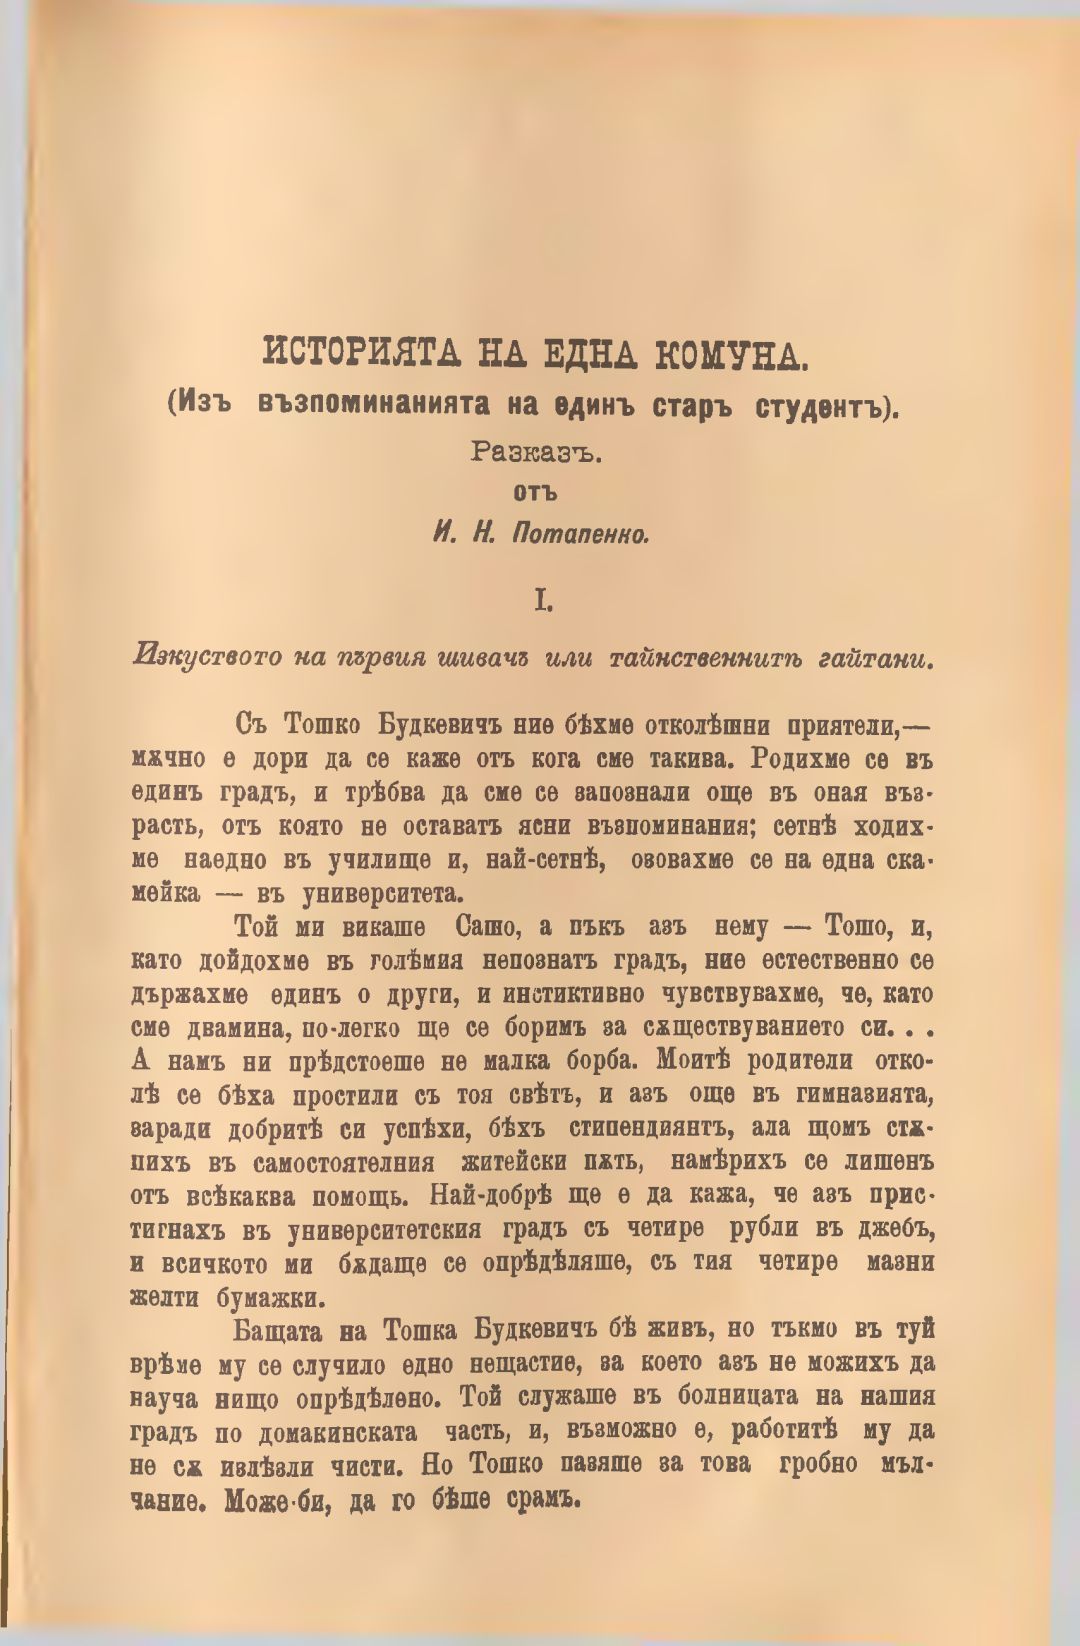 ИСТОРИЯТА НА ЕДНА КОМУНА.
(Изъ възпоминанията на единъ старъ студентъ).
Разказъ.
отъ
И. Н. Потапенко.
I.
Изкуството на първия шивачъ или тайнственнитѣ гайтани.
Съ Тошко Будкевичъ ние бѣхме отколѣшни приятели,—
мѫчно е дори да се каже отъ кога сме такива. Родихме се въ
единъ градъ, и трѣбва да сме се запознали още въ оная въз-
расть, отъ която не оставатъ ясни възпоминания; сетнѣ ходих-
ме наедно въ училище и, най-сетнѣ, озовахме се на една ска-
мейка — въ университета.
Той ми викаше Сашо, а пъкъ азъ нему — Тошо, и,
като дойдохме въ голѣмия непознатъ градъ, ние естественно се
държахме единъ о други, и инстиктивно чувствувахме, че, като
сме двамина, по-легко ще се боримъ за сѫществуванието си. . .
А намъ ни прѣдстоеше не малка борба. Моитѣ родители отко-
лѣ се бѣха простили съ тоя свѣтъ, и азъ още въ гимназията,
заради добритѣ си успѣхи, бѣхъ стипендиянтъ, ала щомъ стѫ-
пихъ въ самостоятелния житейски пѫть, намѣрихъ се лишенъ
отъ всѣкаква помощь. Най-добрѣ ще е да кажа, че азъ прис-
тигнахъ въ университетския градъ съ четире рубли въ джебъ,
и всичкото ми бѫдаще се опрѣдѣляше, съ тия четире мазни
желти бумажки.
Бащата на Тошка Будкевичъ бѣ живъ, но тъкмо въ туй
врѣме му се случило едно нещастие, за което азъ не можихъ да
науча нищо опрѣдѣлено. Той служаше въ болницата на нашия
градъ по домакинската часть, и, възможно е, работитѣ му да
не сѫ излѣзли чисти. Но Тошко пазяше за това гробно мъл-
чание. Може-би, да го бѣше срамъ.